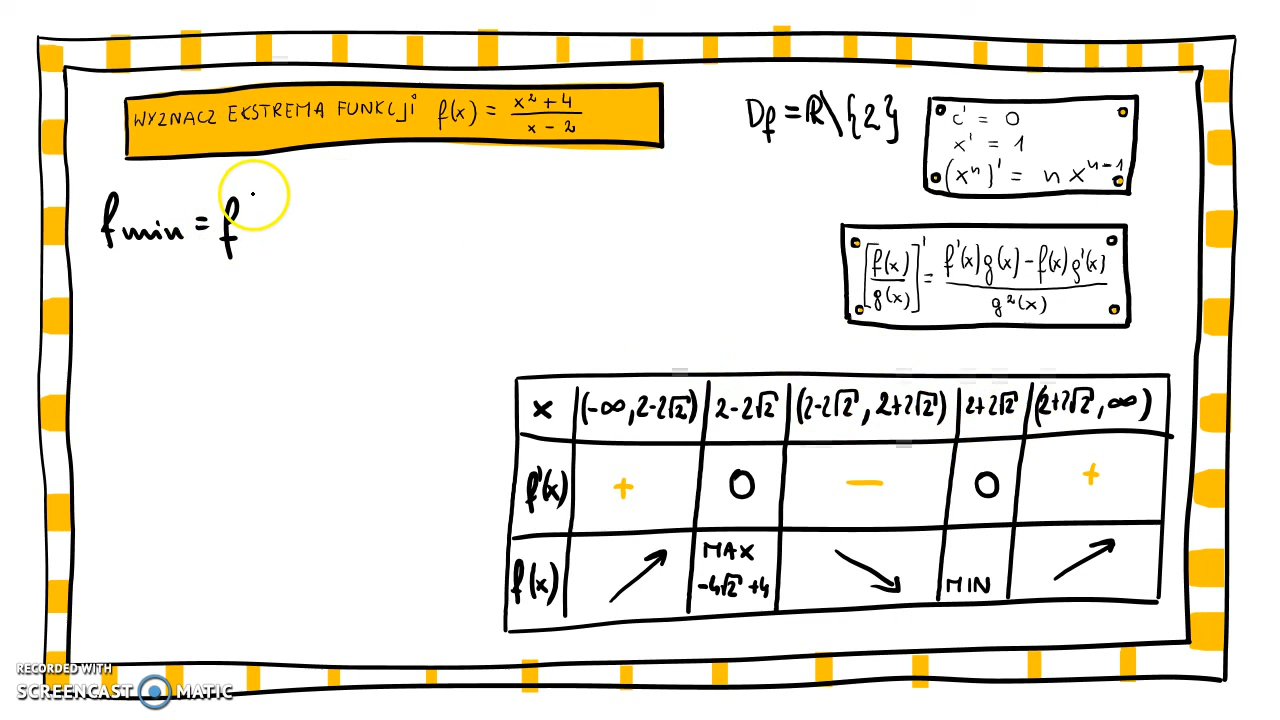 WYZNACZ EKSTREMA FUNKCJI f(x) = x² + 4 / x - 2
Df = ℝ \ {2}
c' = 0
x' = 1
(xⁿ)' = n xⁿ⁻¹
f min = f
[f(x) / g(x)]' = f'(x)g(x) - f(x)g'(x) / g²(x)
x (-∞, 2-2√2) 2-2√2 (2-2√2, 2+2√2) 2+2√2 (2+2√2, ∞)
f'(x) + 0 - 0 +
f(x) MAX MIN
-4√2 + 4
RECORDED WITH
SCREENCAST MATIC